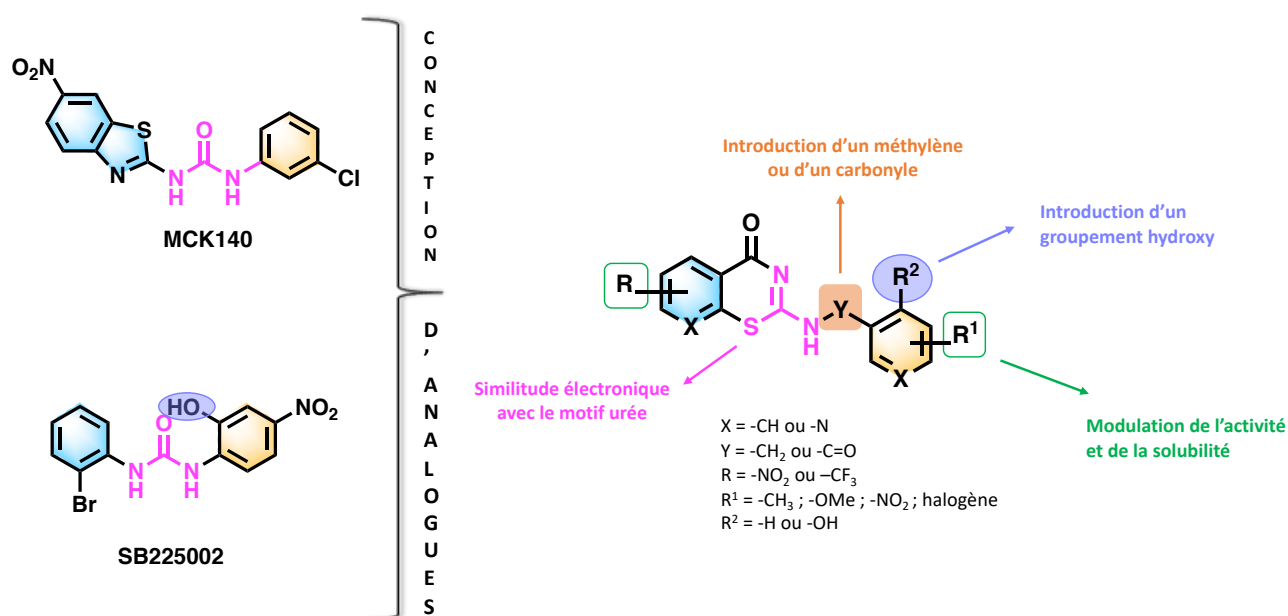 O2N
S
O
N
N
H
N
H
Cl
MCK140
HO
O
NO2
N
H
N
H
Br
SB225002
CONCEPTION
D’ANALOGUES
Introduction d’un méthylène
ou d’un carbonyle
Introduction d’un
groupement hydroxy
O
R
N
X
S
N
H
Y
R2
R1
X
Similitude électronique
avec le motif urée
Modulation de l’activité
et de la solubilité
X = -CH ou -N
Y = -CH2 ou -C=O
R = -NO2 ou –CF3
R1 = -CH3 ; -OMe ; -NO2 ; halogène
R2 = -H ou -OH